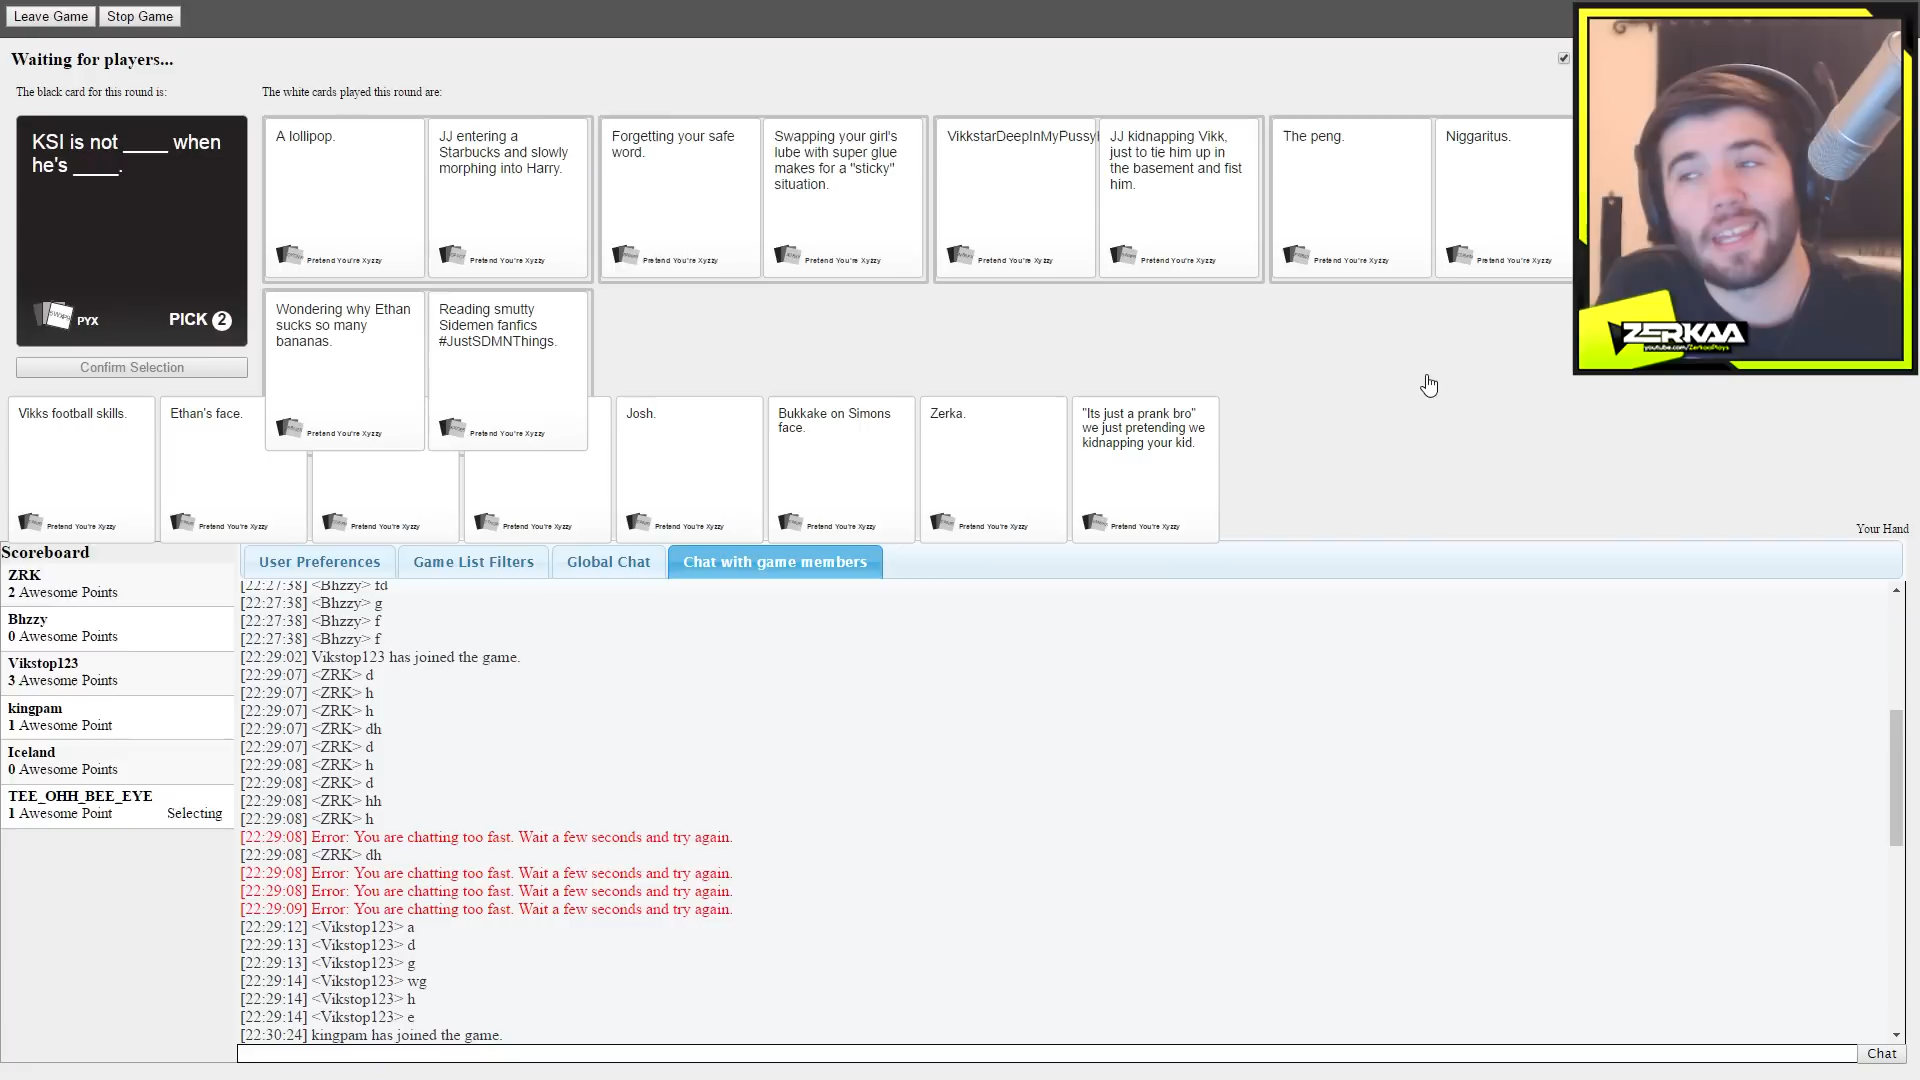 Leave Game
Stop Game
Waiting for players...
The black card for this round is:
The white cards played this round are:
KSI is not ____ when
he's ____.
PYX
PICK 2
Confirm Selection
A lollipop.
Pretend You're Xyzzy
JJ entering a
Starbucks and slowly
morphing into Harry.
Pretend You're Xyzzy
Forgetting your safe
word.
Pretend You're Xyzzy
Swapping your girl's
lube with super glue
makes for a "sticky"
situation.
Pretend You're Xyzzy
VikkstarDeepInMyPussy
Pretend You're Xyzzy
JJ kidnapping Vikk,
just to tie him up in
the basement and fist
him.
Pretend You're Xyzzy
The peng.
Pretend You're Xyzzy
Niggaritus.
Pretend You're Xyzzy
Wondering why Ethan
sucks so many
bananas.
Pretend You're Xyzzy
Reading smutty
Sidemen fanfics
#JustSDMNThings.
Pretend You're Xyzzy
ZERKAA
youtube.com/ZerkaaPlays
Vikks football skills.
Pretend You're Xyzzy
Ethan's face.
Pretend You're Xyzzy
Pretend You're Xyzzy
Pretend You're Xyzzy
Josh.
Pretend You're Xyzzy
Bukkake on Simons
face.
Pretend You're Xyzzy
Zerka.
Pretend You're Xyzzy
"Its just a prank bro"
we just pretending we
kidnapping your kid.
Pretend You're Xyzzy
Your Hand
Scoreboard
ZRK
2 Awesome Points
Bhzzy
0 Awesome Points
Vikstop123
3 Awesome Points
kingpam
1 Awesome Point
Iceland
0 Awesome Points
TEE_OHH_BEE_EYE
1 Awesome Point Selecting
User Preferences
Game List Filters
Global Chat
Chat with game members
[22:27:38] <Bhzzy> fd
[22:27:38] <Bhzzy> g
[22:27:38] <Bhzzy> f
[22:27:38] <Bhzzy> f
[22:29:02] Vikstop123 has joined the game.
[22:29:07] <ZRK> d
[22:29:07] <ZRK> h
[22:29:07] <ZRK> h
[22:29:07] <ZRK> dh
[22:29:07] <ZRK> d
[22:29:08] <ZRK> h
[22:29:08] <ZRK> d
[22:29:08] <ZRK> hh
[22:29:08] <ZRK> h
[22:29:08] Error: You are chatting too fast. Wait a few seconds and try again.
[22:29:08] <ZRK> dh
[22:29:08] Error: You are chatting too fast. Wait a few seconds and try again.
[22:29:08] Error: You are chatting too fast. Wait a few seconds and try again.
[22:29:09] Error: You are chatting too fast. Wait a few seconds and try again.
[22:29:12] <Vikstop123> a
[22:29:13] <Vikstop123> d
[22:29:13] <Vikstop123> g
[22:29:14] <Vikstop123> wg
[22:29:14] <Vikstop123> h
[22:29:14] <Vikstop123> e
[22:30:24] kingpam has joined the game.
Chat